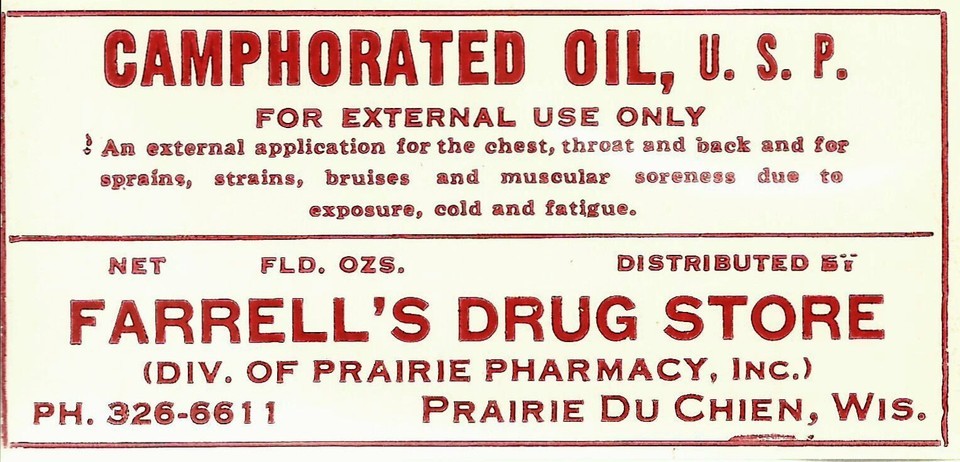 CAMPHORATED OIL, U. S. P.
FOR EXTERNAL USE ONLY
An external application for the chest, throat and back and for
sprains, strains, bruises and muscular soreness due to
exposure, cold and fatigue.
NET FLD. OZS. DISTRIBUTED BY
FARRELL'S DRUG STORE
(DIV. OF PRAIRIE PHARMACY, INC.)
PH. 326-6611 PRAIRIE DU CHIEN, WIS.